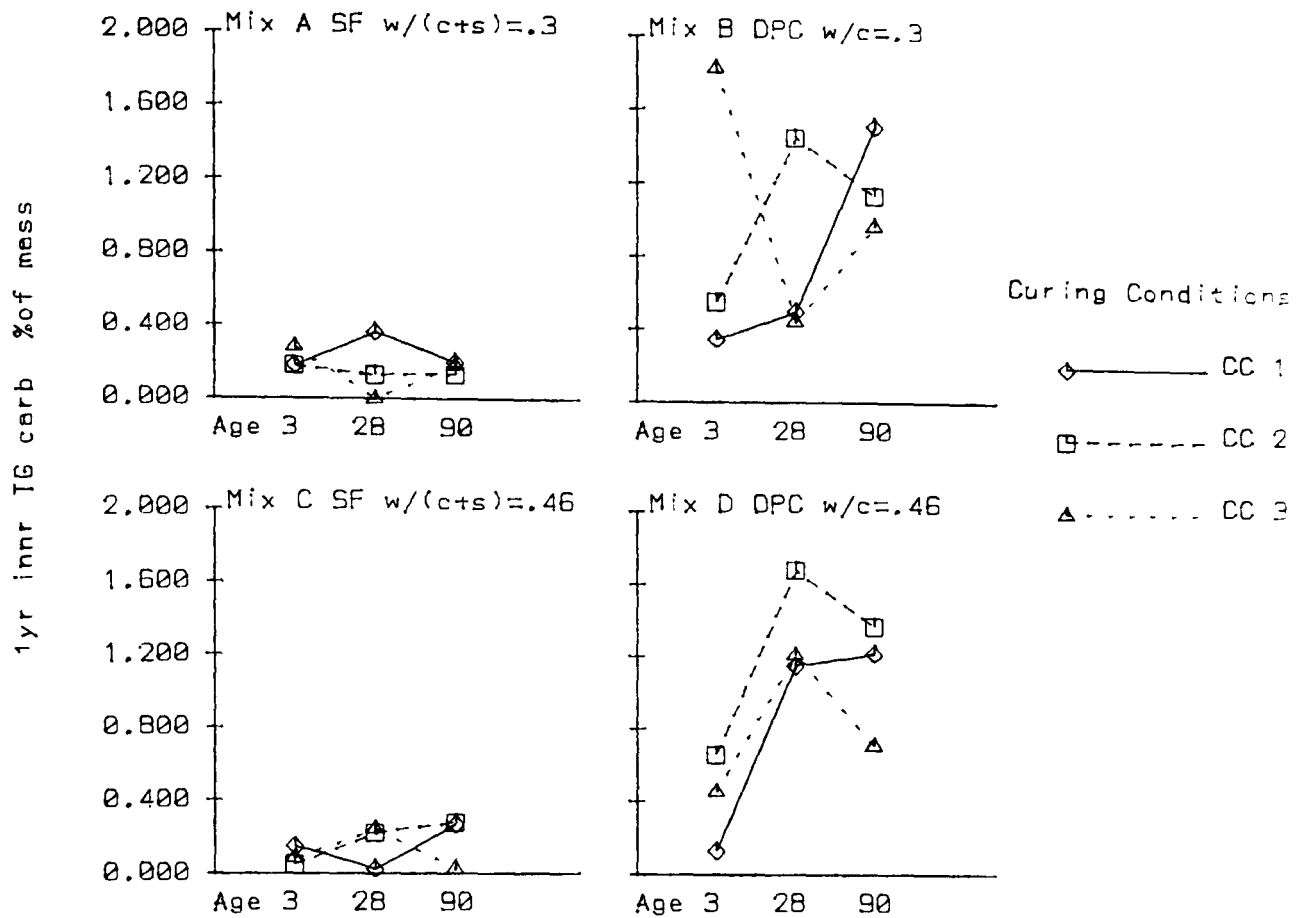 1yr innr TG carb %of mass
Mix A SF w/(c+s)=.3
2.000
1.600
1.200
0.800
0.400
0.000
Age 3 28 90
Mix B OPC w/c=.3
Age 3 28 90
Curing Conditions
CC 1
CC 2
CC 3
Mix C SF w/(c+s)=.46
2.000
1.600
1.200
0.800
0.400
0.000
Age 3 28 90
Mix D OPC w/c=.46
Age 3 28 90